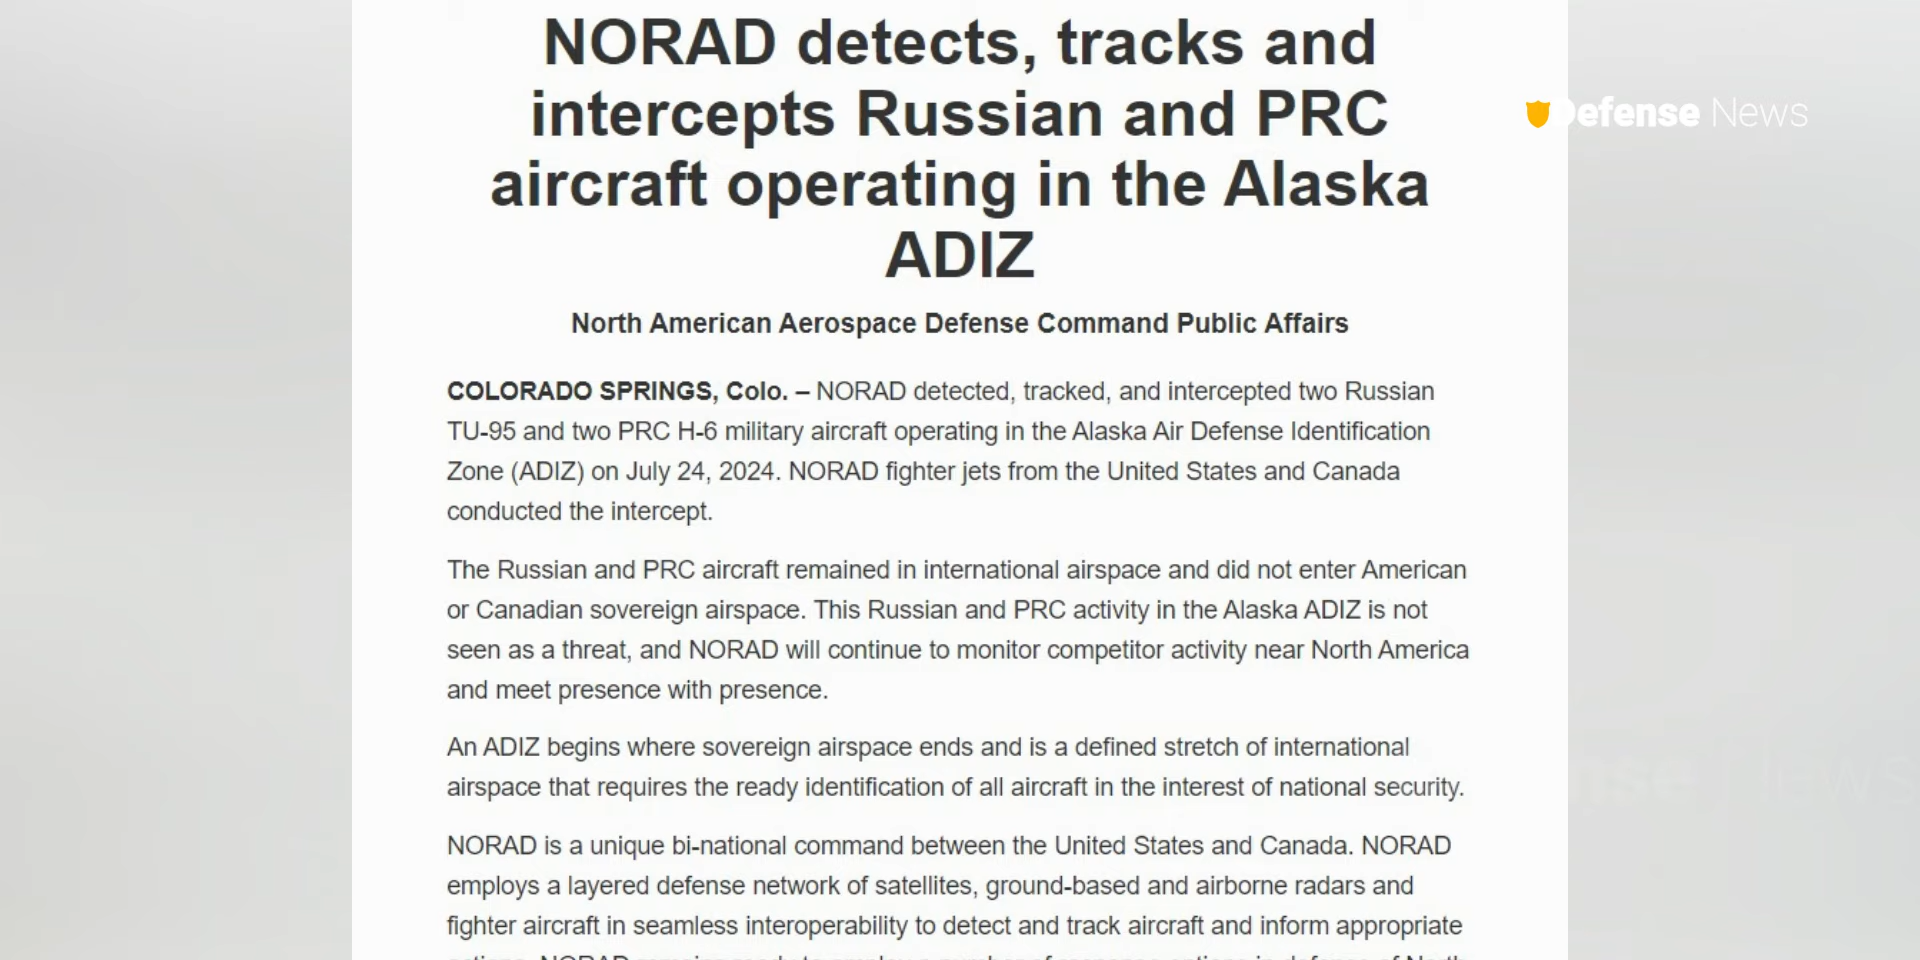 NORAD detects, tracks and
intercepts Russian and PRC
aircraft operating in the Alaska
ADIZ
Defense News
North American Aerospace Defense Command Public Affairs
COLORADO SPRINGS, Colo. – NORAD detected, tracked, and intercepted two Russian
TU-95 and two PRC H-6 military aircraft operating in the Alaska Air Defense Identification
Zone (ADIZ) on July 24, 2024. NORAD fighter jets from the United States and Canada
conducted the intercept.
The Russian and PRC aircraft remained in international airspace and did not enter American
or Canadian sovereign airspace. This Russian and PRC activity in the Alaska ADIZ is not
seen as a threat, and NORAD will continue to monitor competitor activity near North America
and meet presence with presence.
An ADIZ begins where sovereign airspace ends and is a defined stretch of international
airspace that requires the ready identification of all aircraft in the interest of national security.
NORAD is a unique bi-national command between the United States and Canada. NORAD
employs a layered defense network of satellites, ground-based and airborne radars and
fighter aircraft in seamless interoperability to detect and track aircraft and inform appropriate